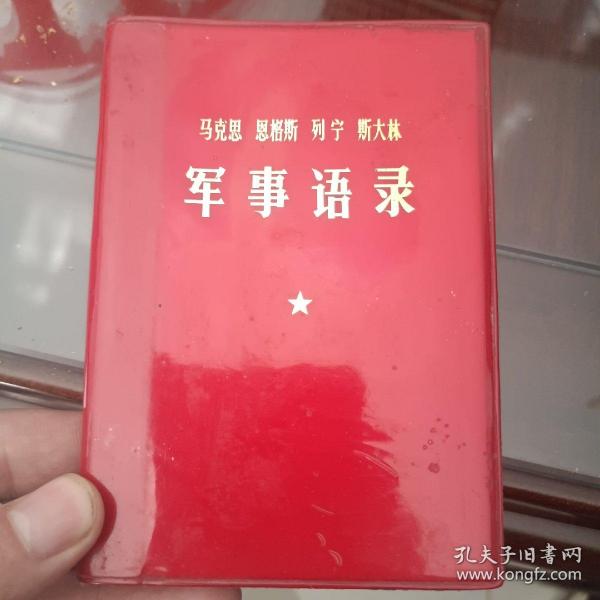 马克思 恩格斯 列宁 斯大林
军事语录
孔夫子旧书网
www.kongfz.com